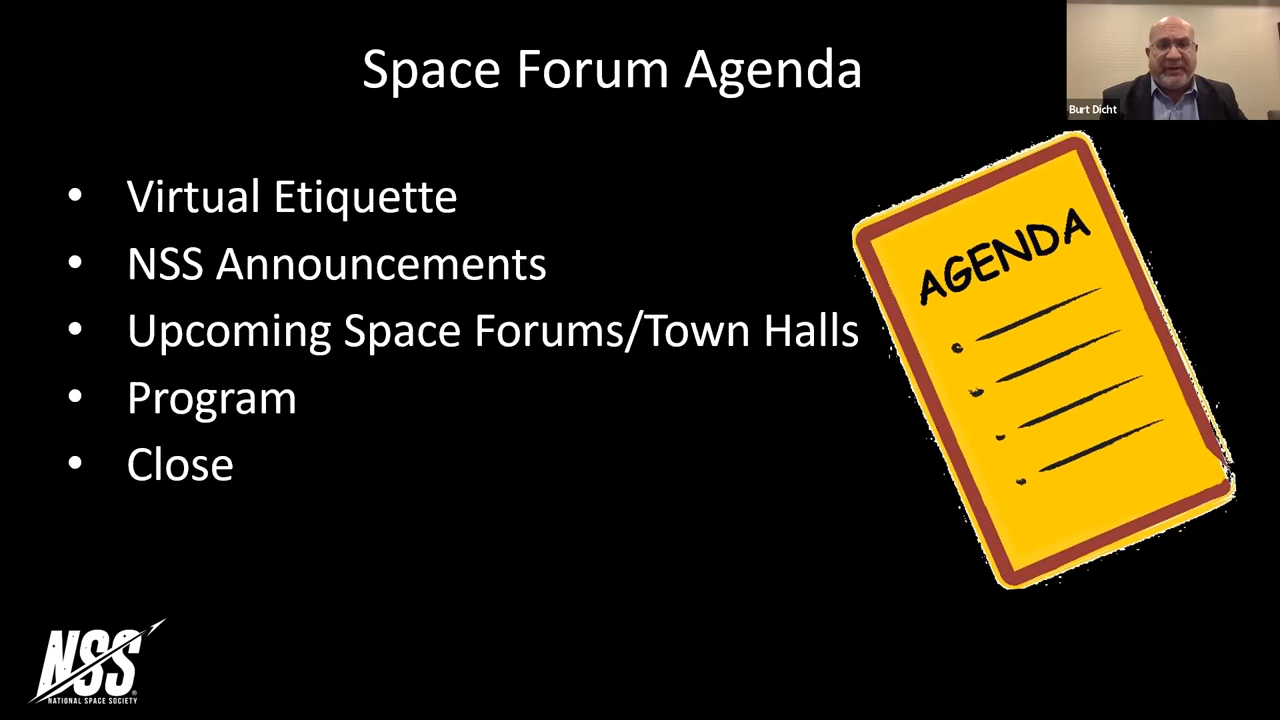 Space Forum Agenda
Burt Dicht
• Virtual Etiquette
• NSS Announcements
• Upcoming Space Forums/Town Halls
• Program
• Close
AGENDA
NSS
NATIONAL SPACE SOCIETY